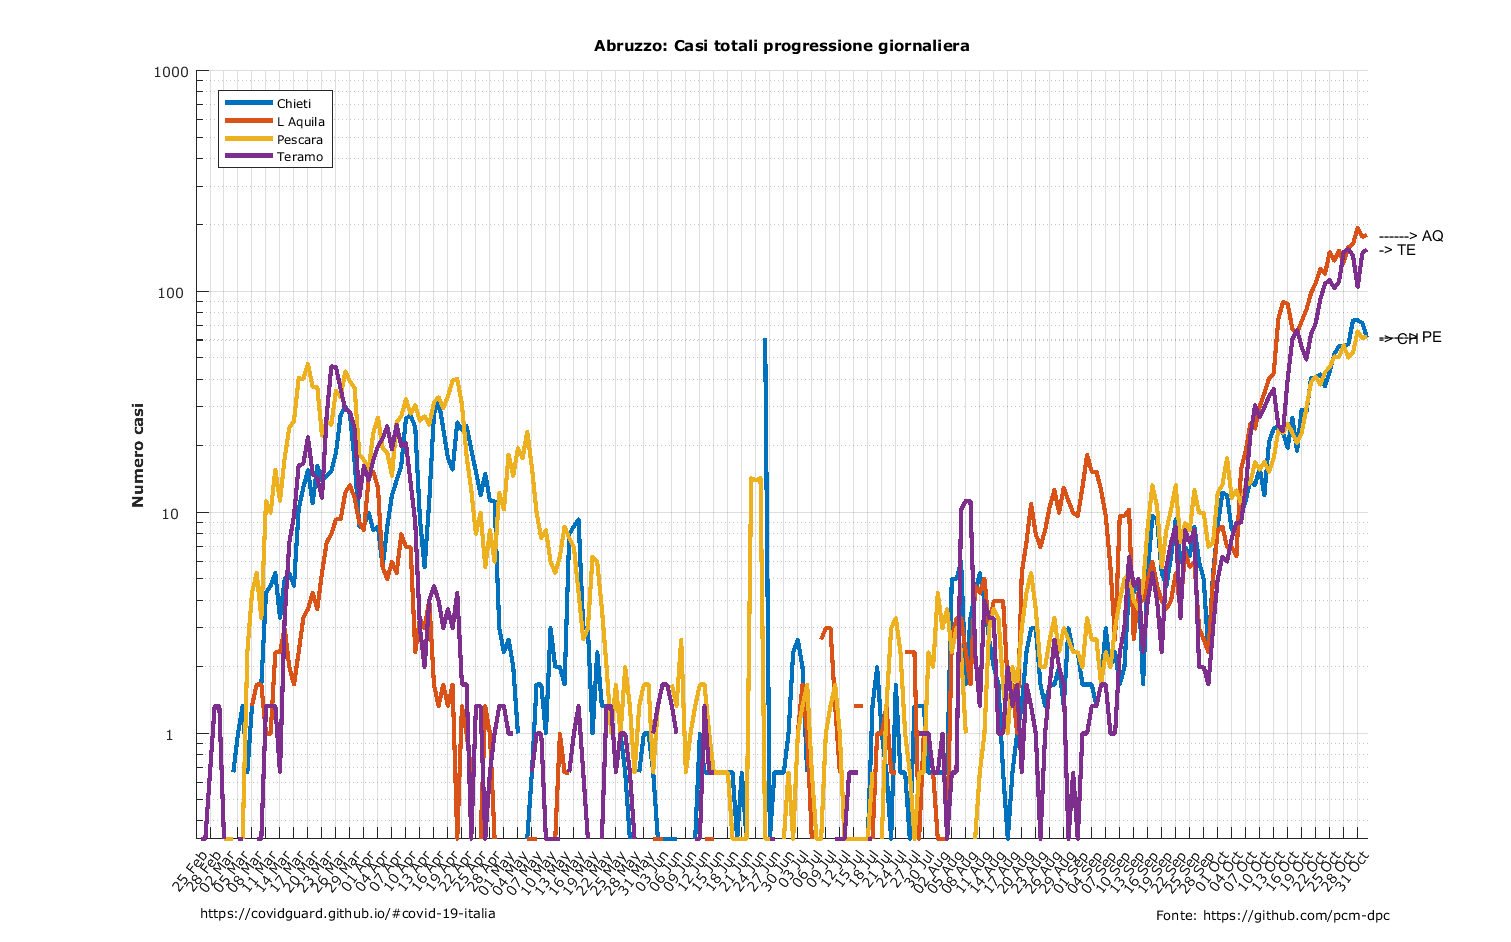 Abruzzo: Casi totali progressione giornaliera
1000
100
10
1
Numero casi
Chieti
L Aquila
Pescara
Teramo
------> AQ
-> TE
-----> PE
-> CH
25 Feb
28 Feb
02 Mar
05 Mar
08 Mar
11 Mar
14 Mar
17 Mar
20 Mar
23 Mar
26 Mar
29 Mar
01 Apr
04 Apr
07 Apr
10 Apr
13 Apr
16 Apr
19 Apr
22 Apr
25 Apr
28 Apr
01 May
04 May
07 May
10 May
13 May
16 May
19 May
22 May
25 May
28 May
31 May
03 Jun
06 Jun
09 Jun
12 Jun
15 Jun
18 Jun
21 Jun
24 Jun
27 Jun
30 Jun
03 Jul
06 Jul
09 Jul
12 Jul
15 Jul
18 Jul
21 Jul
24 Jul
27 Jul
30 Jul
02 Aug
05 Aug
08 Aug
11 Aug
14 Aug
17 Aug
20 Aug
23 Aug
26 Aug
29 Aug
01 Sep
04 Sep
07 Sep
10 Sep
13 Sep
16 Sep
19 Sep
22 Sep
25 Sep
28 Sep
01 Oct
04 Oct
07 Oct
10 Oct
13 Oct
16 Oct
19 Oct
22 Oct
25 Oct
28 Oct
31 Oct
https://covidguard.github.io/#covid-19-italia
Fonte: https://github.com/pcm-dpc